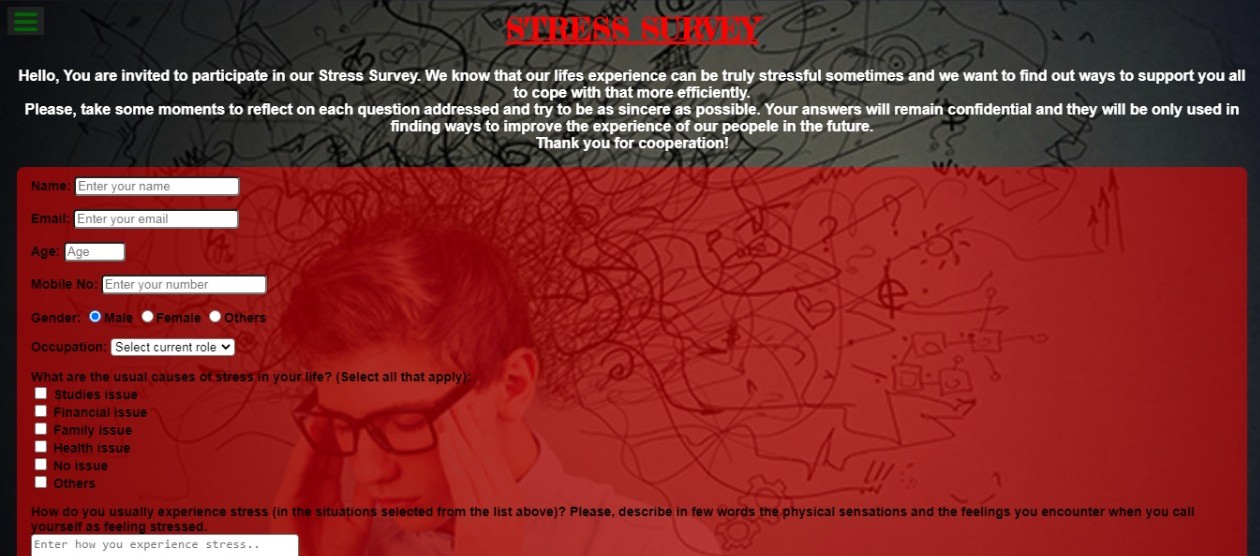 STRESS SURVEY
Hello, You are invited to participate in our Stress Survey. We know that our lifes experience can be truly stressful sometimes and we want to find out ways to support you all
to cope with that more efficiently.
Please, take some moments to reflect on each question addressed and try to be as sincere as possible. Your answers will remain confidential and they will be only used in
finding ways to improve the experience of our peopele in the future.
Thank you for cooperation!
Name: Enter your name
Email: Enter your email
Age: Age
Mobile No: Enter your number
Gender: Male Female Others
Occupation: Select current role
What are the usual causes of stress in your life? (Select all that apply):
Studies issue
Financial issue
Family issue
Health issue
No issue
Others
How do you usually experience stress (in the situations selected from the list above)? Please, describe in few words the physical sensations and the feelings you encounter when you call
yourself as feeling stressed.
Enter how you experience stress..